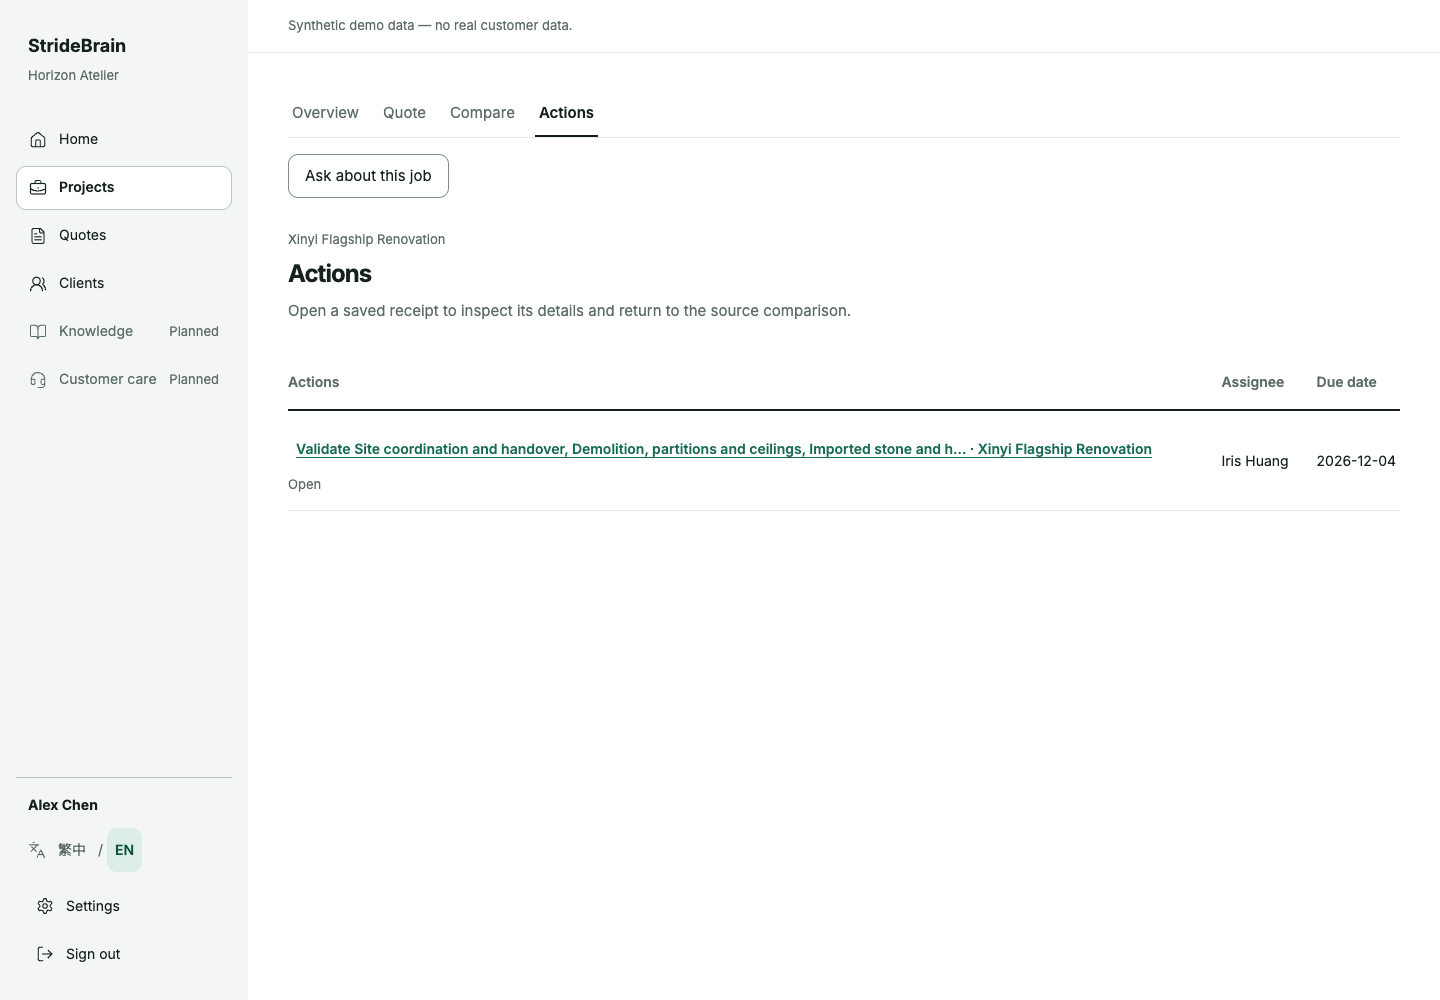 StrideBrain
Horizon Atelier
Home
Projects
Quotes
Clients
Knowledge Planned
Customer care Planned
Alex Chen
繁中 / EN
Settings
Sign out
Synthetic demo data — no real customer data.
Overview Quote Compare Actions
Ask about this job
Xinyi Flagship Renovation
Actions
Open a saved receipt to inspect its details and return to the source comparison.
Actions Assignee Due date
Validate Site coordination and handover, Demolition, partitions and ceilings, Imported stone and h… · Xinyi Flagship Renovation
Iris Huang 2026-12-04
Open